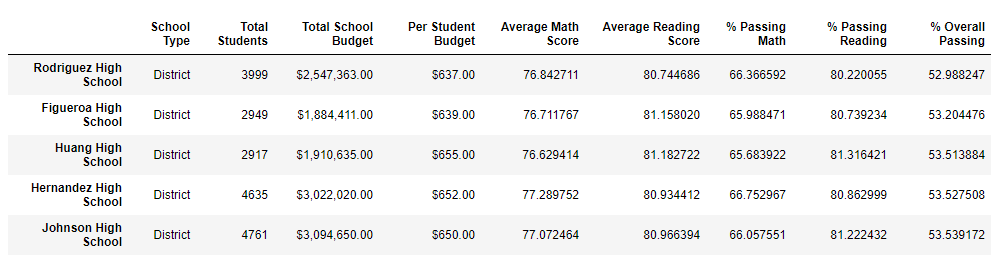 School Type Total Students Total School Budget Per Student Budget Average Math Score Average Reading Score % Passing Math % Passing Reading % Overall Passing
Rodriguez High School District 3999 $2,547,363.00 $637.00 76.842711 80.744686 66.366592 80.220055 52.988247
Figueroa High School District 2949 $1,884,411.00 $639.00 76.711767 81.158020 65.988471 80.739234 53.204476
Huang High School District 2917 $1,910,635.00 $655.00 76.629414 81.182722 65.683922 81.316421 53.513884
Hernandez High School District 4635 $3,022,020.00 $652.00 77.289752 80.934412 66.752967 80.862999 53.527508
Johnson High School District 4761 $3,094,650.00 $650.00 77.072464 80.966394 66.057551 81.222432 53.539172